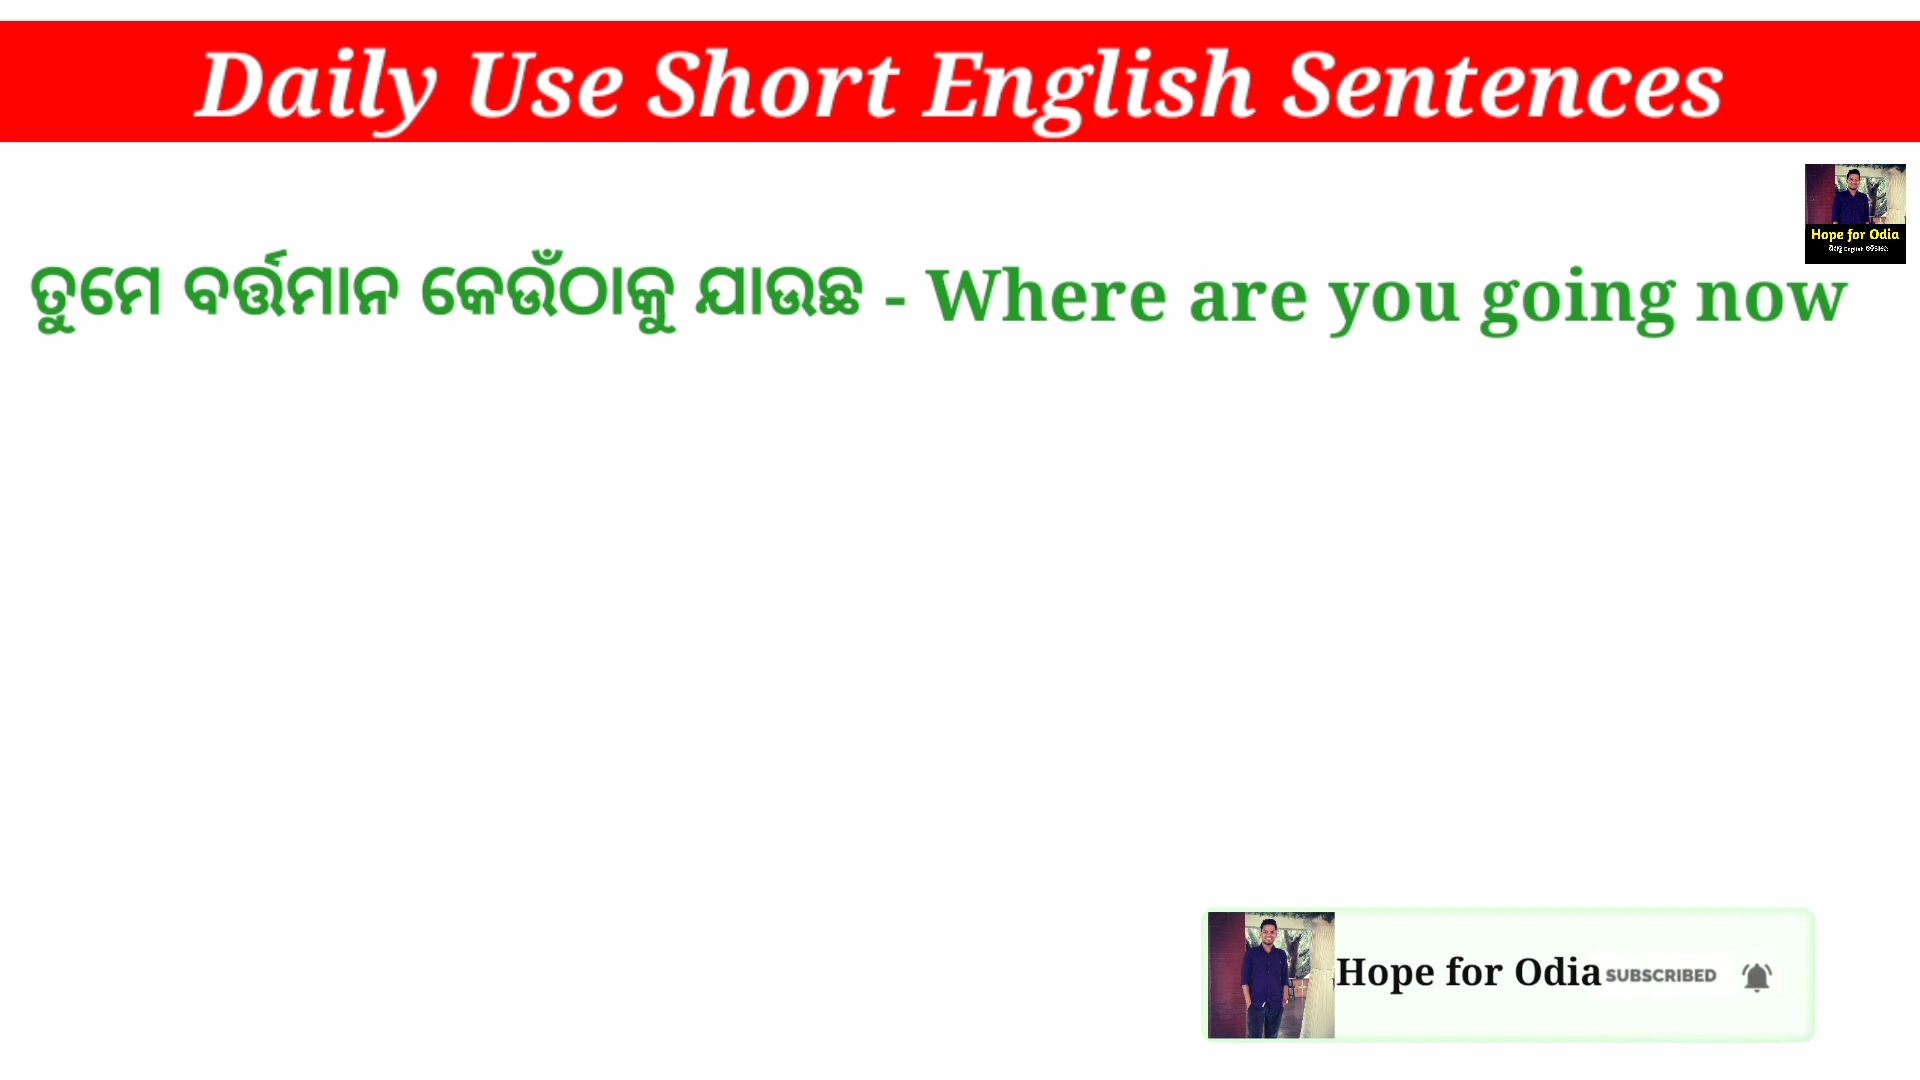 Daily Use Short English Sentences
Hope for Odia
ତୁମେ ବର୍ତ୍ତମାନ କେଉଁଠାକୁ ଯାଉଛ - Where are you going now
Hope for Odia SUBSCRIBED